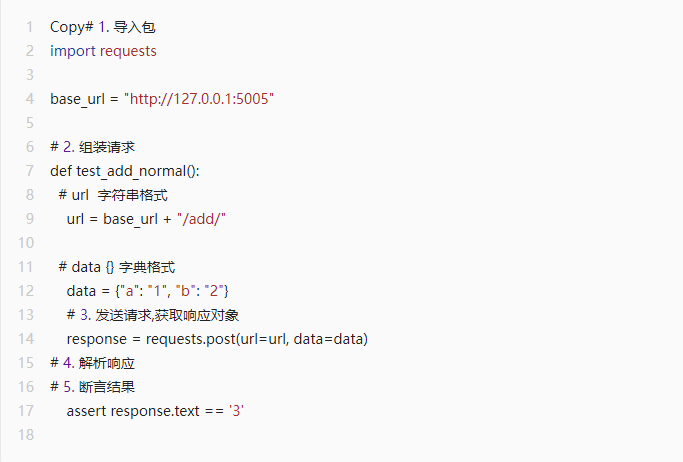 1 Copy# 1. 导入包
2 import requests
3
4 base_url = "http://127.0.0.1:5005"
5
6 # 2. 组装请求
7 def test_add_normal():
8 # url  字符串格式
9 url = base_url + "/add/"
10
11 # data {} 字典格式
12 data = {"a": "1", "b": "2"}
13 # 3. 发送请求,获取响应对象
14 response = requests.post(url=url, data=data)
15 # 4. 解析响应
16 # 5. 断言结果
17 assert response.text == '3'
18